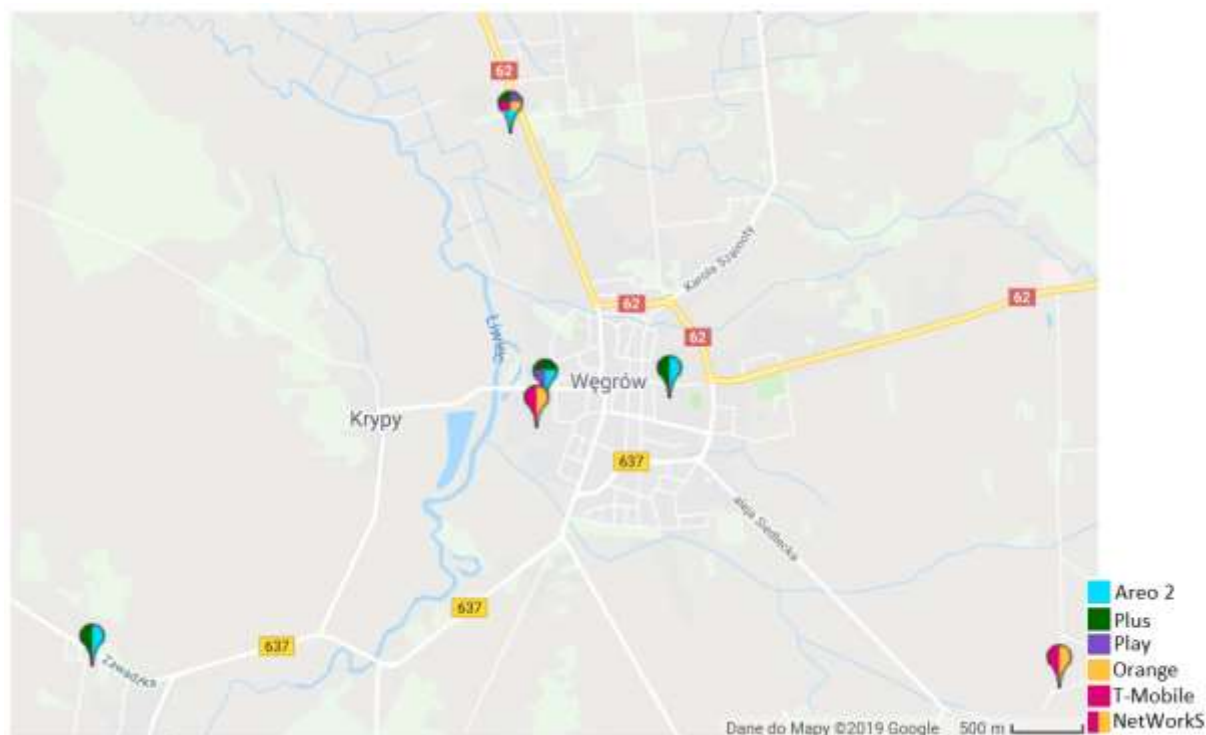 62
Karola Szajnoty
62
62
62
Liwiec
Węgrów
Krypy
637
aleja Siedlecka
637
637
Zawadzka
Areo 2
Plus
Play
Orange
T-Mobile
NetWorkS
Dane do Mapy ©2019 Google 500 m